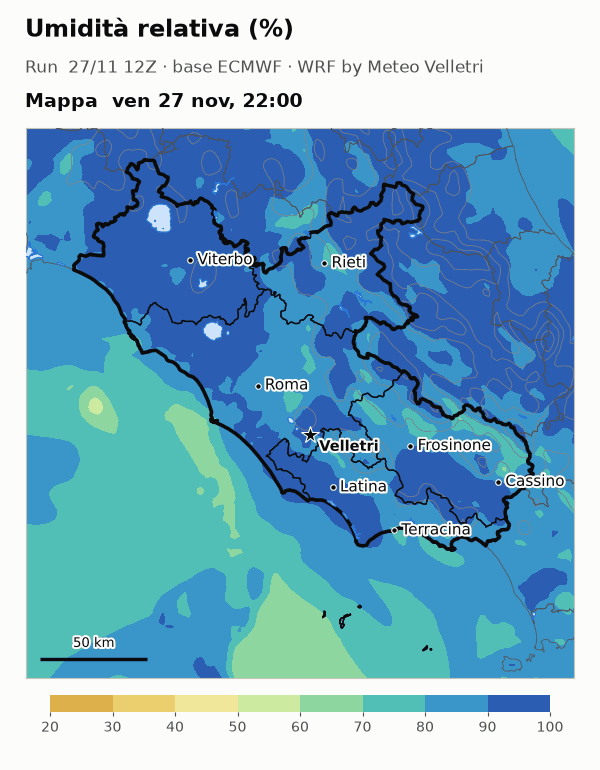 Umidità relativa (%)
Run  27/11 12Z · base ECMWF · WRF by Meteo Velletri
Mappa  ven 27 nov, 22:00
Viterbo
Rieti
Roma
Velletri
Frosinone
Latina
Cassino
Terracina
50 km
20 30 40 50 60 70 80 90 100